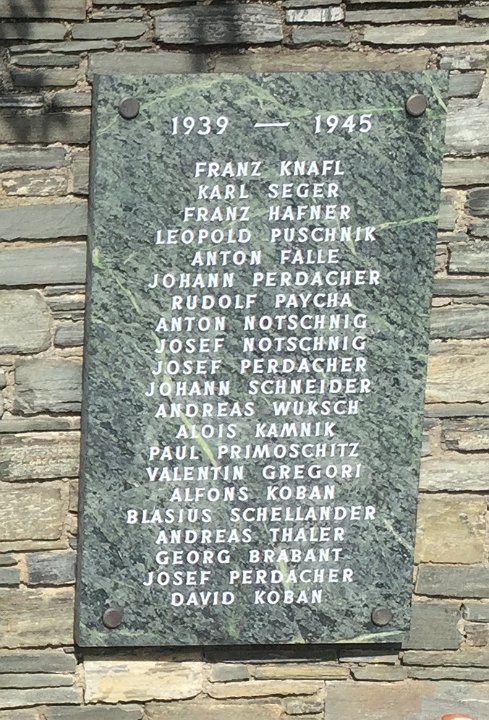 1939 — 1945
FRANZ KNAFL
KARL SEGER
FRANZ HAFNER
LEOPOLD PUSCHNIK
ANTON FALLE
JOHANN PERDACHER
RUDOLF PAYCHA
ANTON NOTSCHNIG
JOSEF NOTSCHNIG
JOSEF PERDACHER
JOHANN SCHNEIDER
ANDREAS WUKSCH
ALOIS KAMNIK
PAUL PRIMOSCHITZ
VALENTIN GREGORI
ALFONS KOBAN
BLASIUS SCHELLANDER
ANDREAS THALER
GEORG BRABANT
JOSEF PERDACHER
DAVID KOBAN